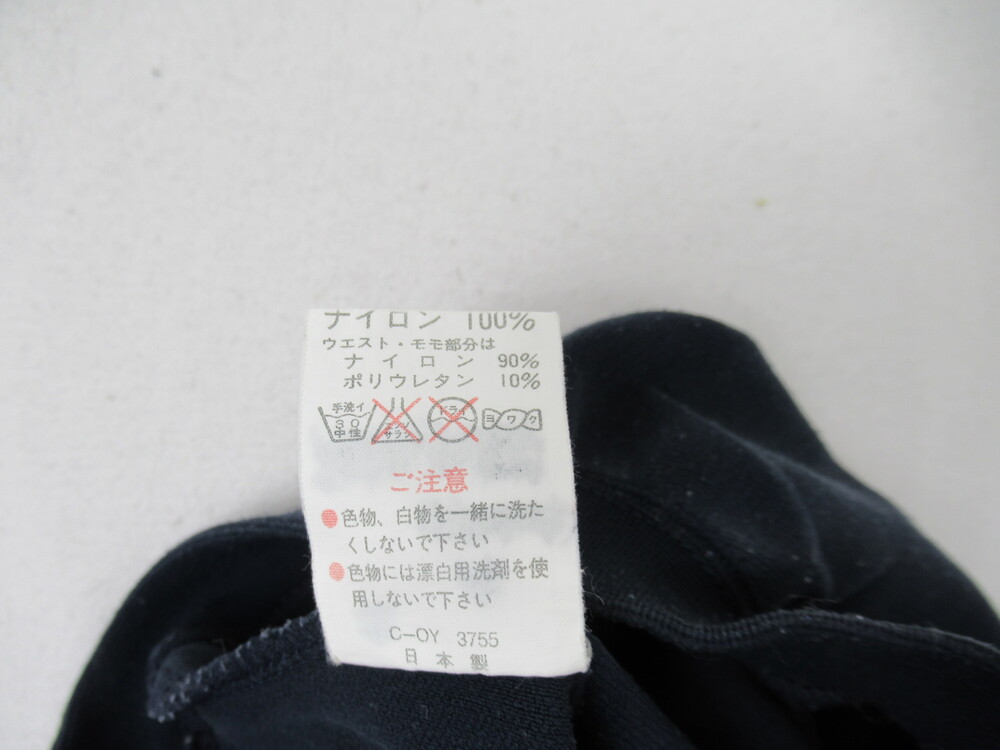 ナイロン 100%
ウエスト・モモ部分は
ナイロン 90%
ポリウレタン 10%
手洗イ
30
中性
エンソ
サラシ
ドライ
ヨワク
ご注意
●色物、白物を一緒に洗た
くしないで下さい
●色物には漂白用洗剤を使
用しないで下さい
C-OY 3755
日本製